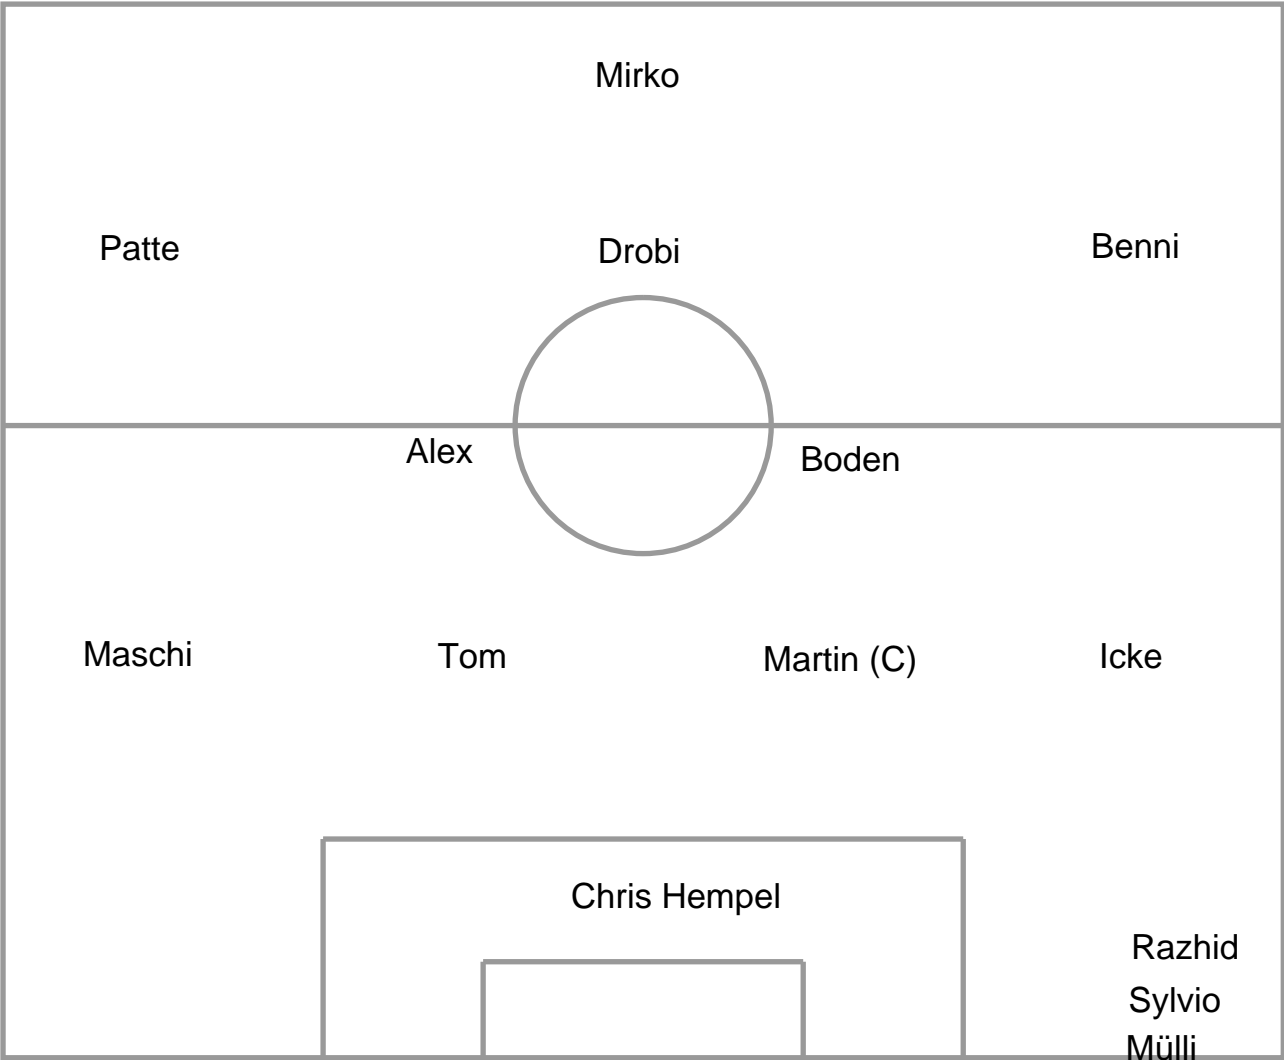 Mirko
Patte Drobi Benni
Alex Boden
Maschi Tom Martin (C) Icke
Chris Hempel
Razhid
Sylvio
Mülli